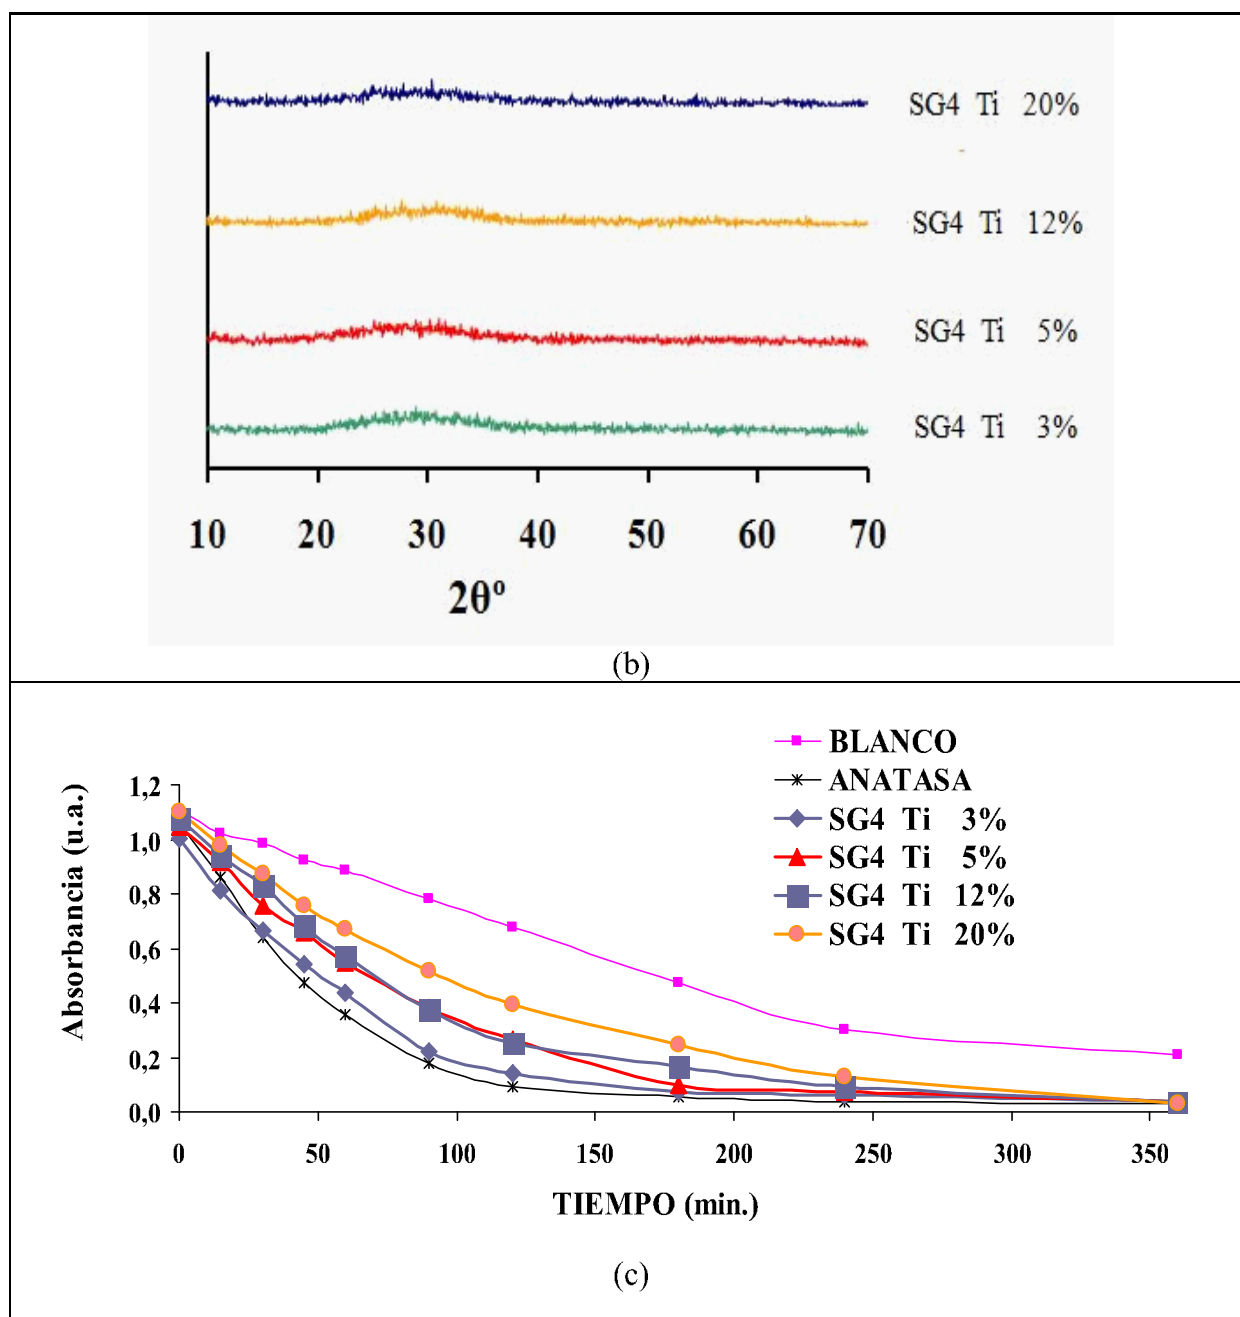 SG4 Ti 20%
SG4 Ti 12%
SG4 Ti 5%
SG4 Ti 3%
10 20 30 40 50 60 70
2θº
(b)
BLANCO
ANATASA
SG4 Ti 3%
SG4 Ti 5%
SG4 Ti 12%
SG4 Ti 20%
Absorbancia (u.a.)
1,2
1,0
0,8
0,6
0,4
0,2
0,0
0 50 100 150 200 250 300 350
TIEMPO (min.)
(c)